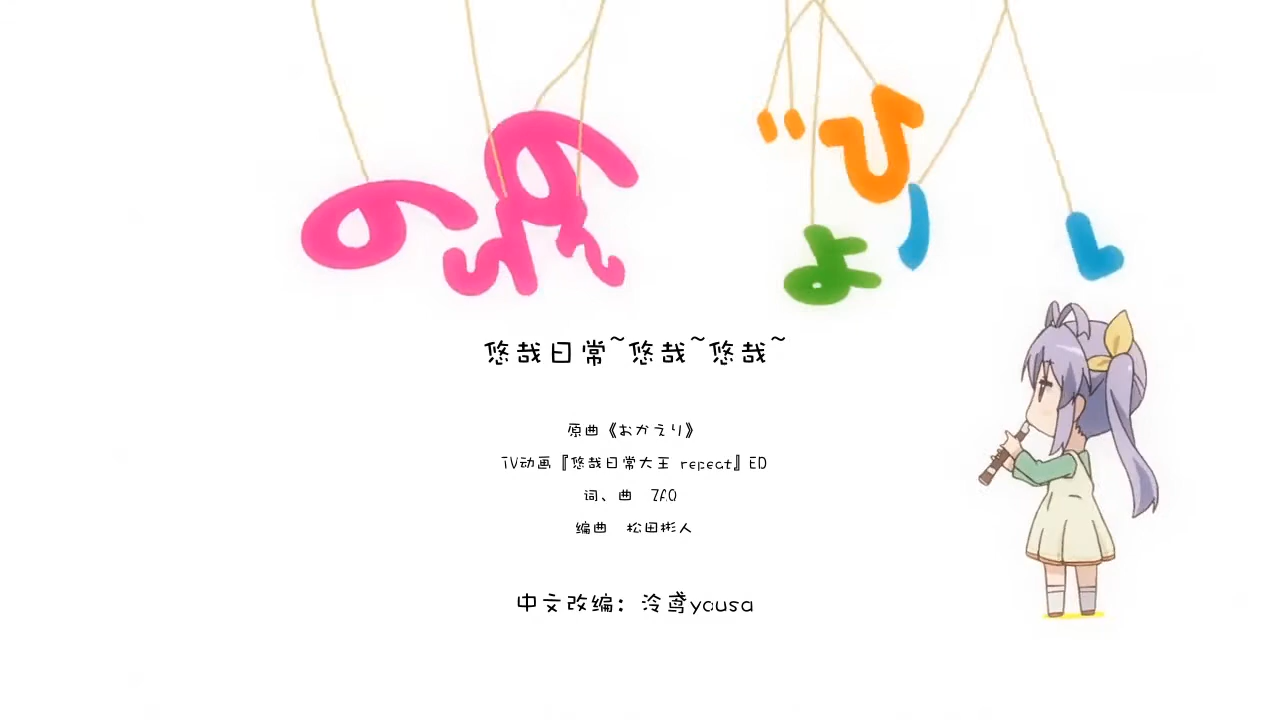 のんのんびより
悠哉日常~悠哉~悠哉~
原曲《おかえり》
TV动画『悠哉日常大王 repeat』ED
词、曲 ZAQ
编曲 松田彬人
中文改编：泠鸢yousa